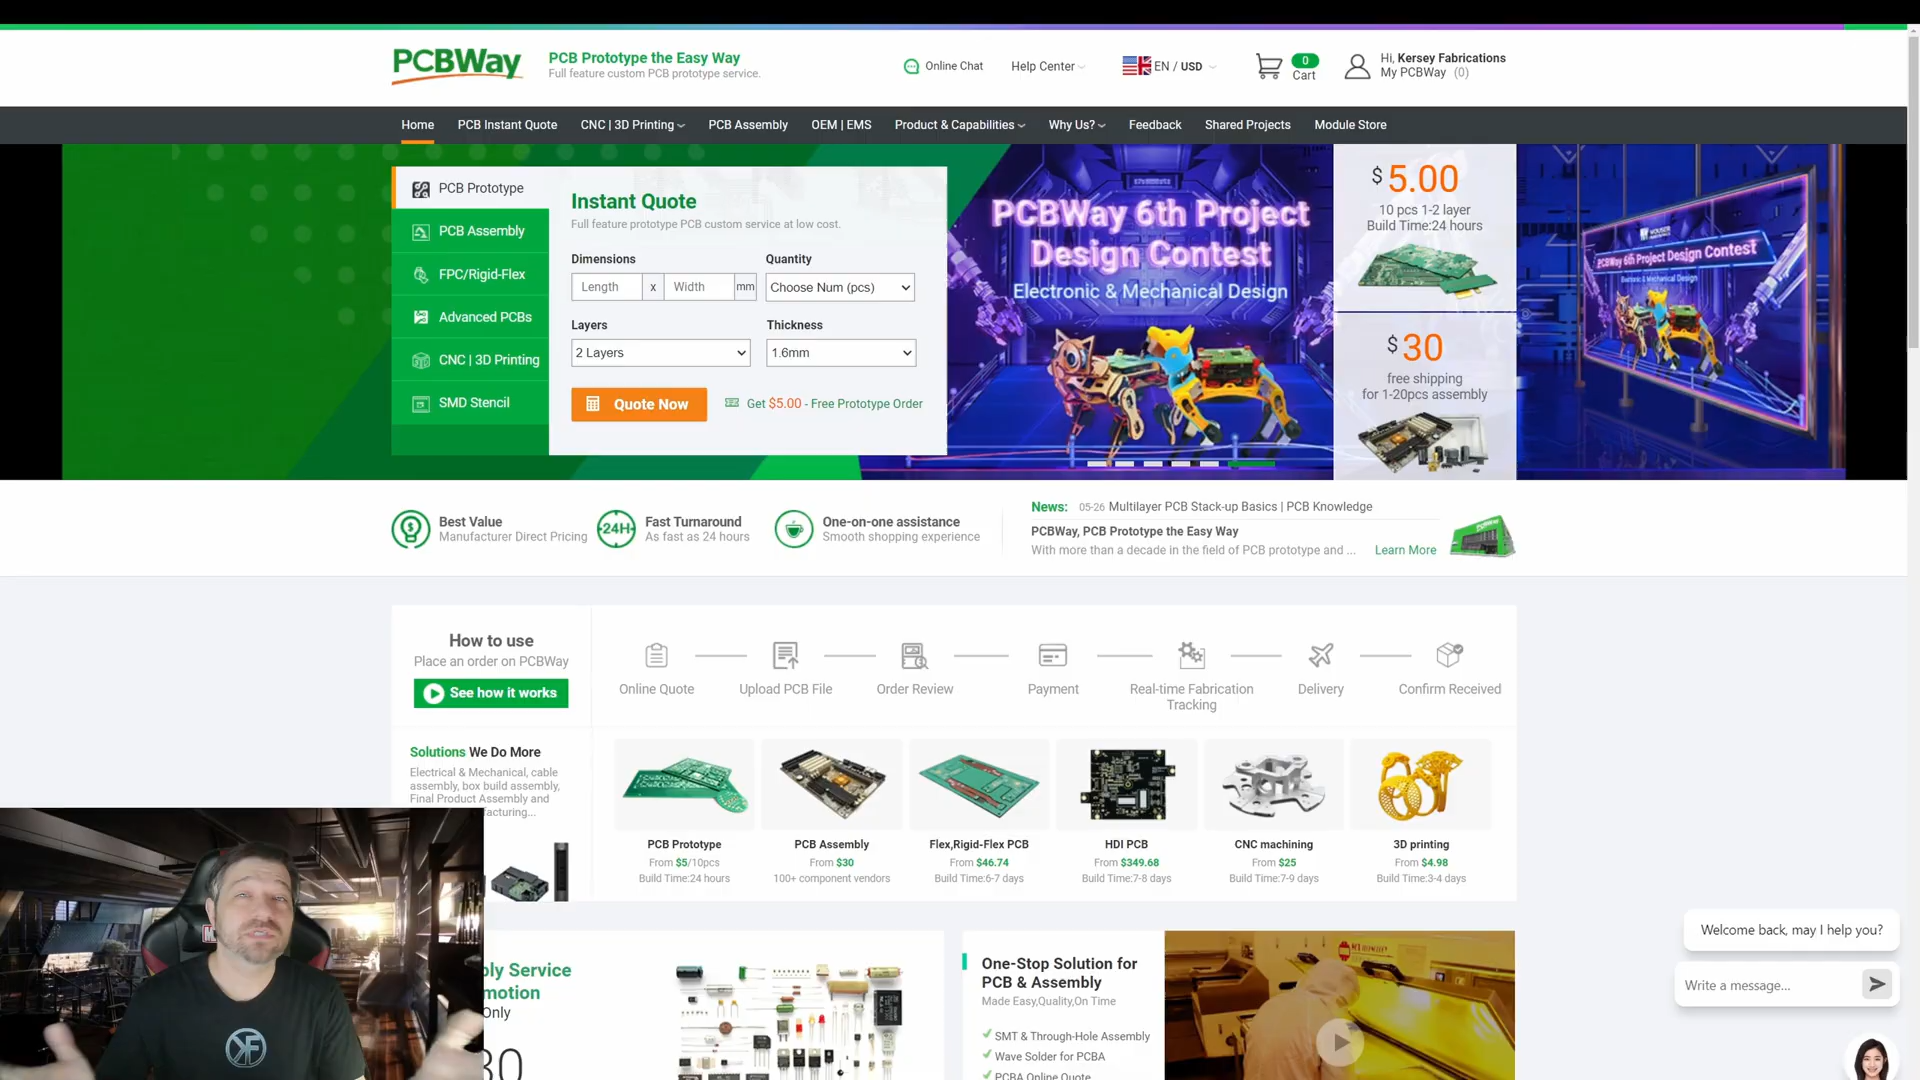 PCBWay
PCB Prototype the Easy Way
Full feature custom PCB prototype service.
Online Chat
Help Center
EN / USD
0
Cart
Hi, Kersey Fabrications
My PCBWay (0)
Home
PCB Instant Quote
CNC | 3D Printing
PCB Assembly
OEM | EMS
Product & Capabilities
Why Us?
Feedback
Shared Projects
Module Store
PCB Prototype
PCB Assembly
FPC/Rigid-Flex
Advanced PCBs
CNC | 3D Printing
SMD Stencil
Instant Quote
Full feature prototype PCB custom service at low cost.
Dimensions
Quantity
Length x Width mm
Choose Num (pcs)
Layers
Thickness
2 Layers
1.6mm
Quote Now
Get $5.00 - Free Prototype Order
PCBWay 6th Project
Design Contest
Electronic & Mechanical Design
$5.00
10 pcs 1-2 layer
Build Time:24 hours
$30
free shipping
for 1-20pcs assembly
PCBWay 6th Project Design Contest
Electronic & Mechanical Design
Best Value
Manufacturer Direct Pricing
24H
Fast Turnaround
As fast as 24 hours
One-on-one assistance
Smooth shopping experience
News: 05-26 Multilayer PCB Stack-up Basics | PCB Knowledge
PCBWay, PCB Prototype the Easy Way
With more than a decade in the field of PCB prototype and ... Learn More
How to use
Place an order on PCBWay
See how it works
Online Quote
Upload PCB File
Order Review
Payment
Real-time Fabrication
Tracking
Delivery
Confirm Received
Solutions We Do More
Electrical & Mechanical, cable
assembly, box build assembly,
Final Product Assembly and
facturing...
PCB Prototype
From $5/10pcs
Build Time:24 hours
PCB Assembly
From $30
100+ component vendors
Flex,Rigid-Flex PCB
From $46.74
Build Time:6-7 days
HDI PCB
From $349.68
Build Time:7-8 days
CNC machining
From $25
Build Time:7-9 days
3D printing
From $4.98
Build Time:3-4 days
bly Service
omotion
Only
30
One-Stop Solution for
PCB & Assembly
Made Easy,Quality,On Time
SMT & Through-Hole Assembly
Wave Solder for PCBA
PCBA Online Quote
Welcome back, may I help you?
Write a message...
KF